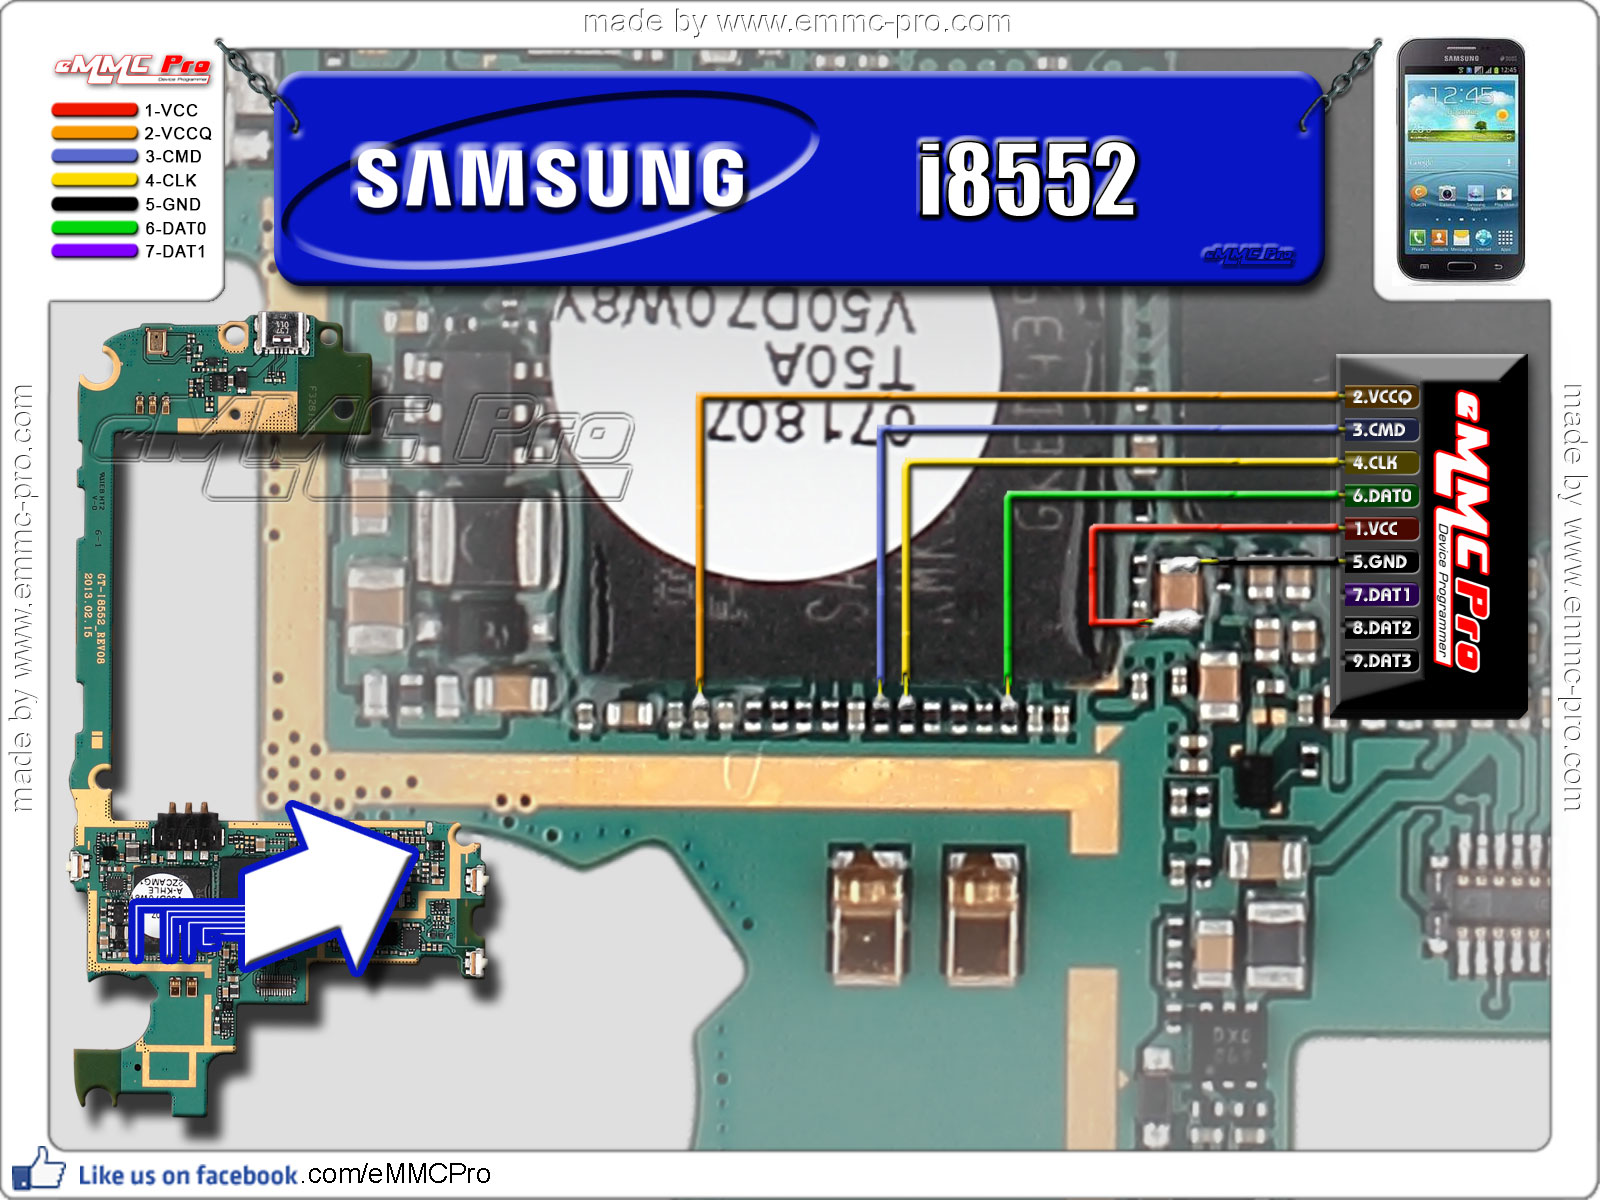 made by www.emmc-pro.com
eMMC Pro
Device Programmer
1-VCC
2-VCCQ
3-CMD
4-CLK
5-GND
6-DAT0
7-DAT1
SAMSUNG
i8552
eMMC Pro
SAMSUNG
12:45
12:45
Google
V50D70W8Y
T50A
071807
2.VCCQ
3.CMD
4.CLK
6.DAT0
1.VCC
5.GND
7.DAT1
8.DAT2
9.DAT3
eMMC Pro
Device Programmer
eMMC Pro
GT-I8552 REV08
2013.02.15
made by www.emmc-pro.com
made by www.emmc-pro.com
Like us on facebook.com/eMMCPro